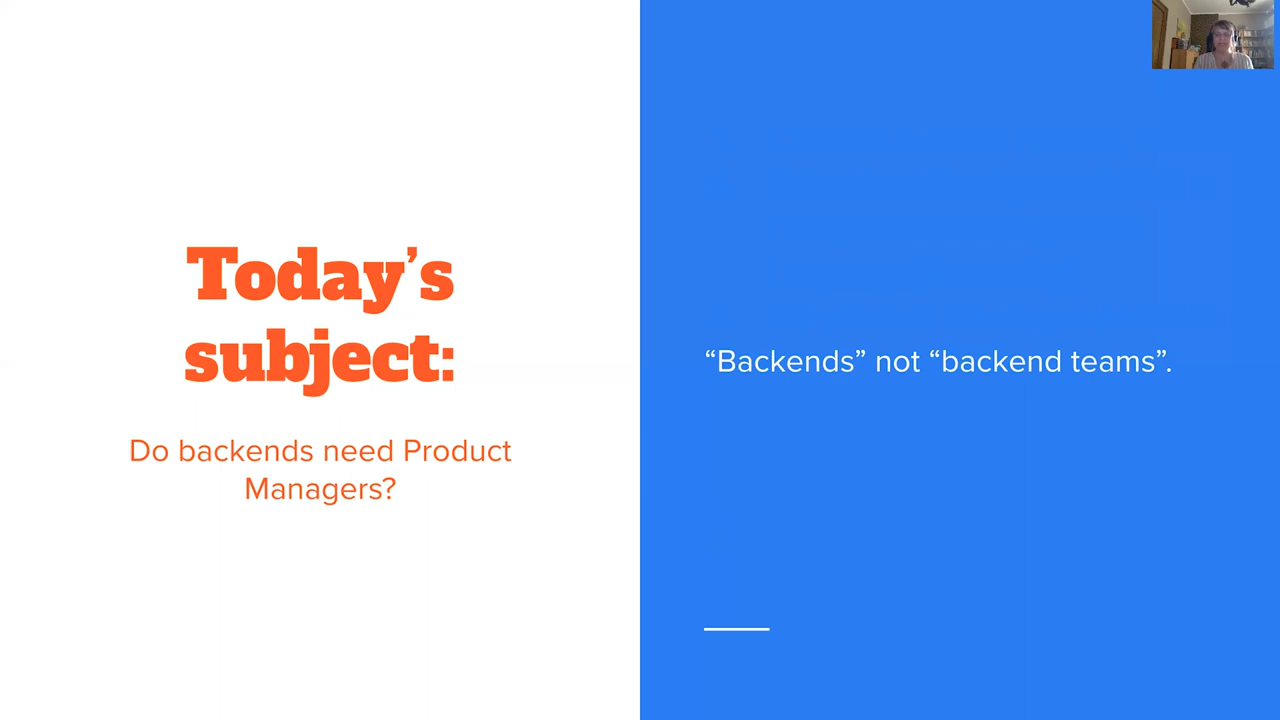 Today’s
subject:
Do backends need Product
Managers?
“Backends” not “backend teams”.